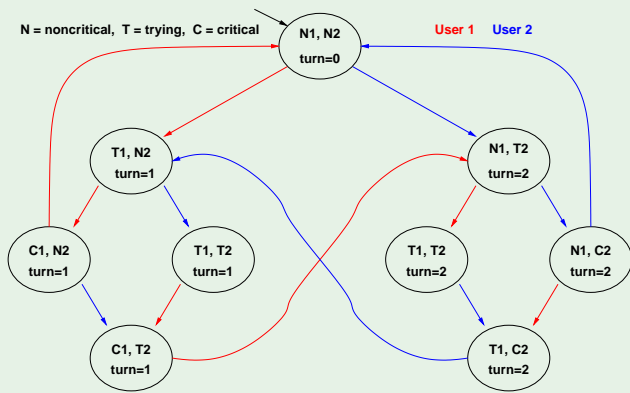 N = noncritical, T = trying, C = critical
N1, N2
turn=0
User 1 User 2
T1, N2
turn=1
N1, T2
turn=2
C1, N2
turn=1
T1, T2
turn=1
T1, T2
turn=2
N1, C2
turn=2
C1, T2
turn=1
T1, C2
turn=2